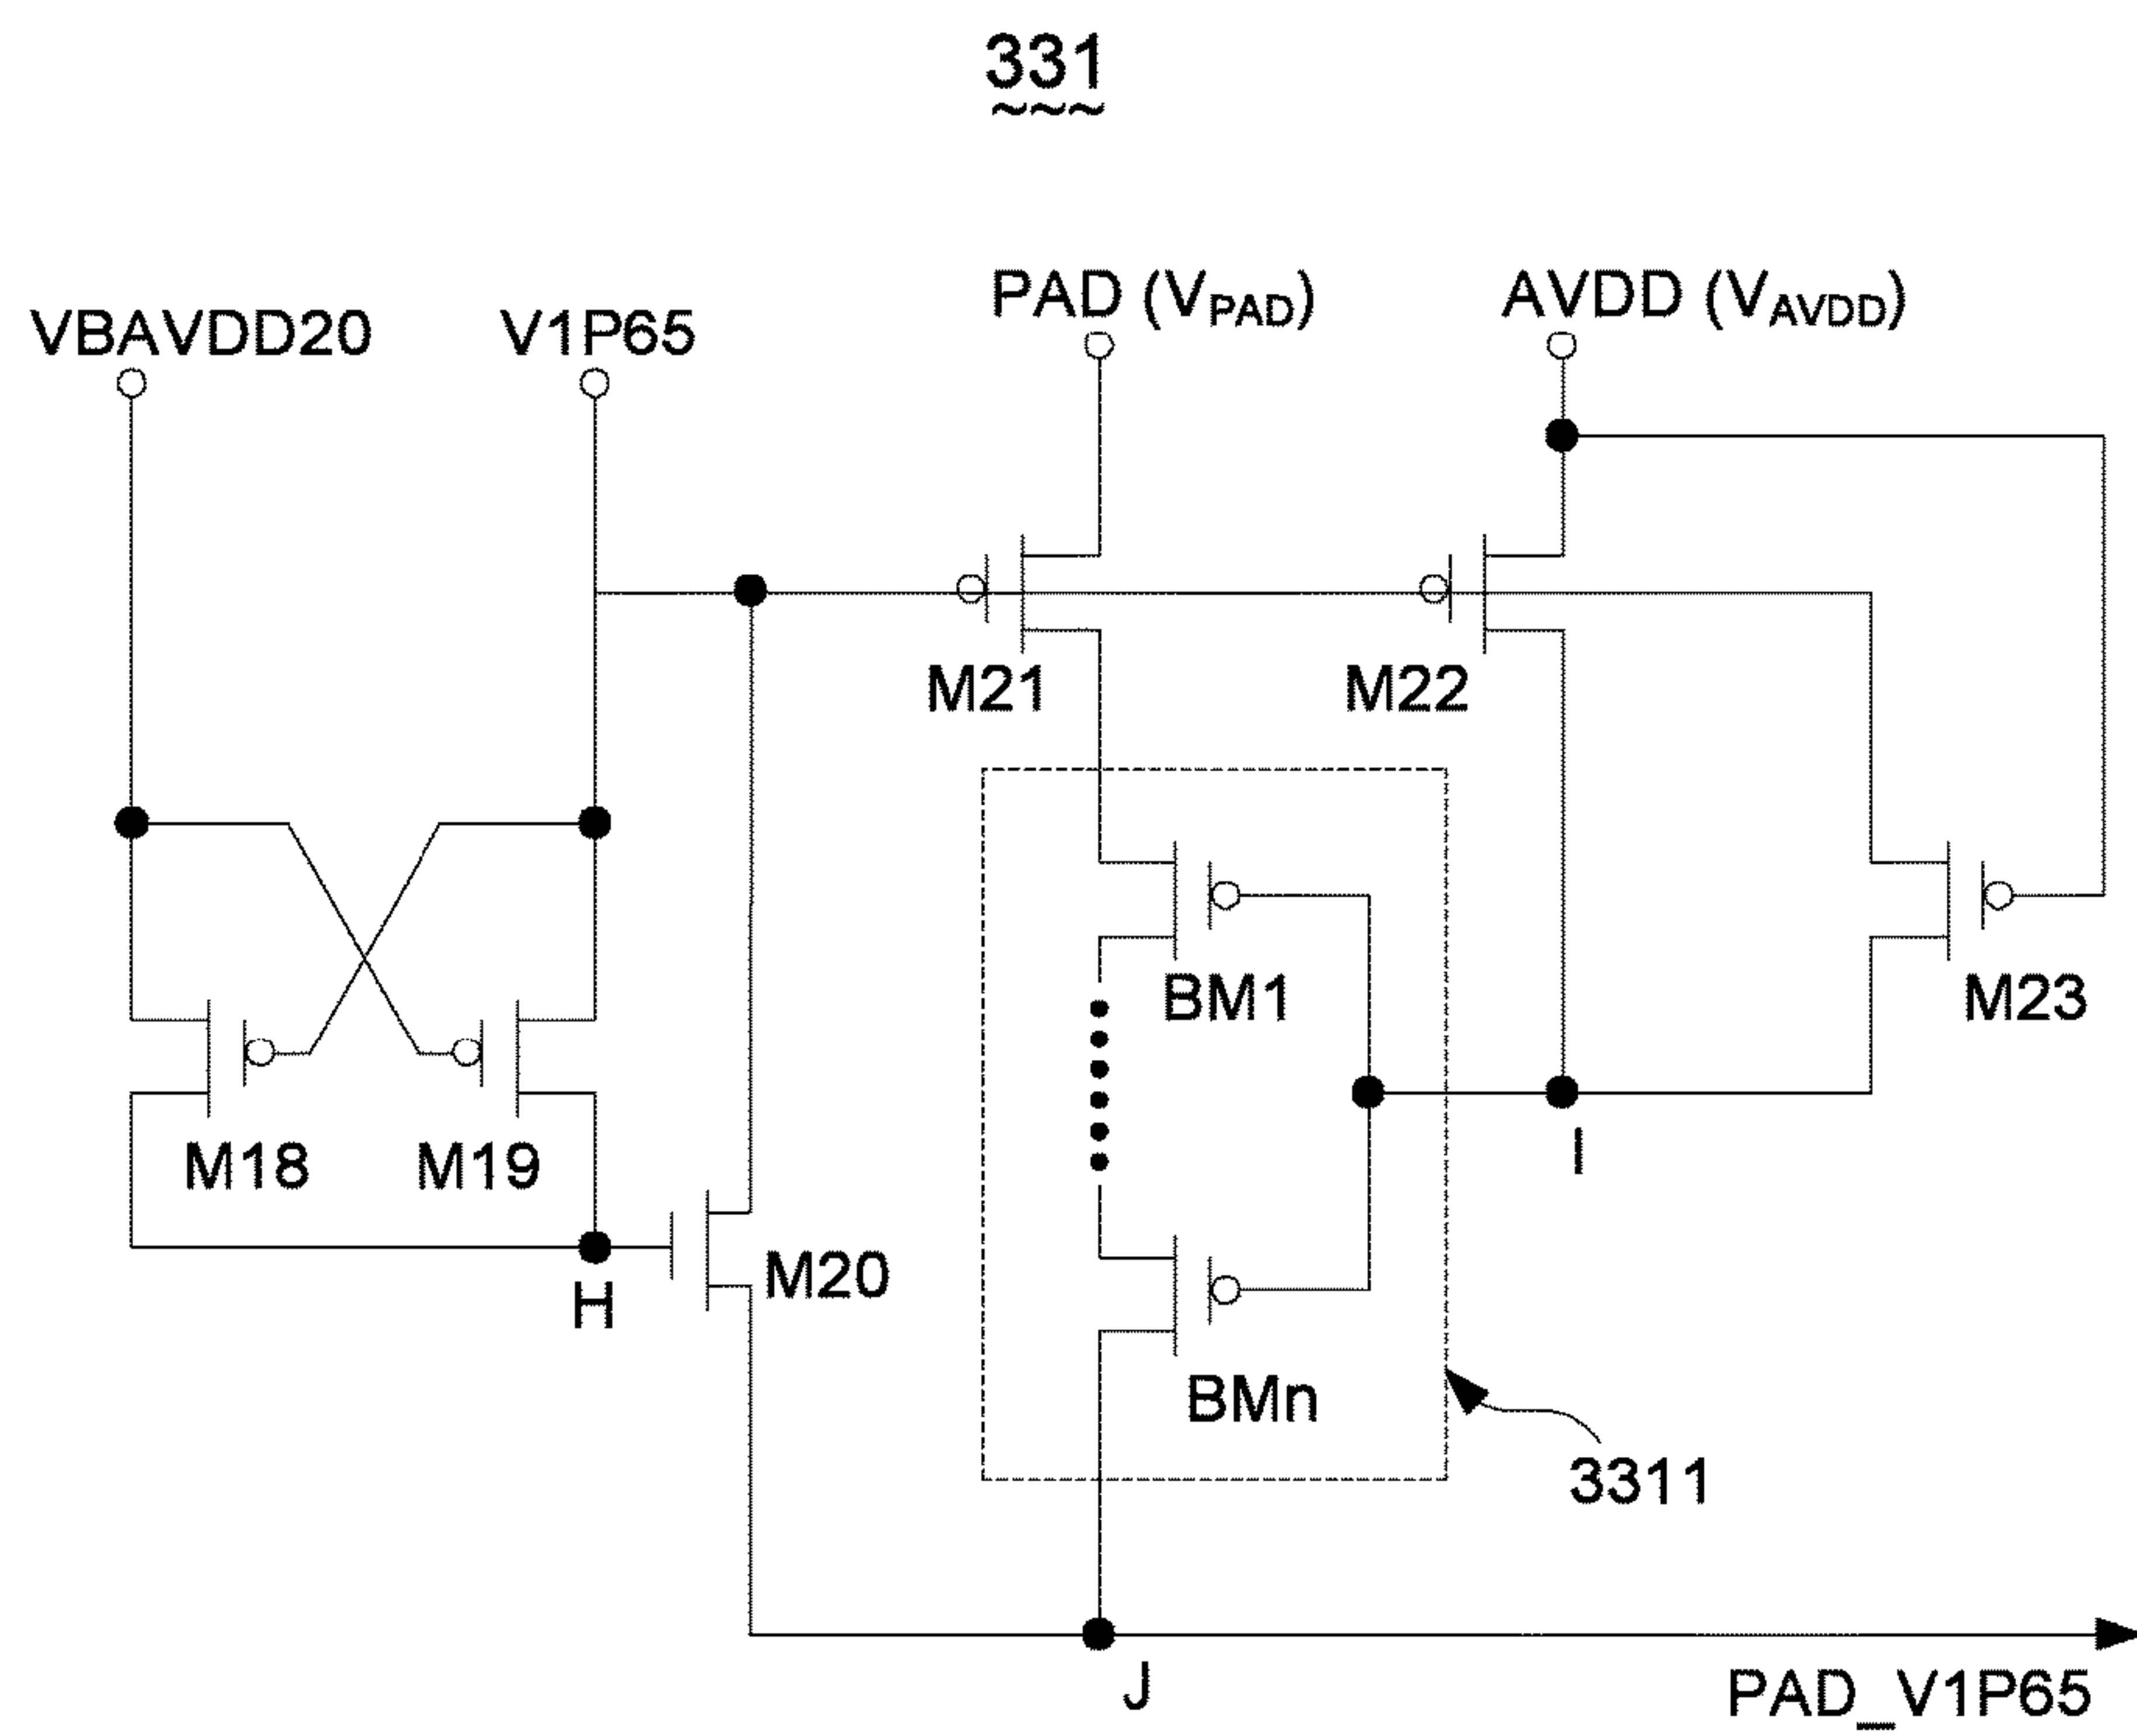 331
PAD (VPAD)
AVDD (VAVDD)
VBAVDD20
V1P65
M21
M22
BM1
M23
M18
M19
I
M20
H
BMn
3311
J
PAD_V1P65